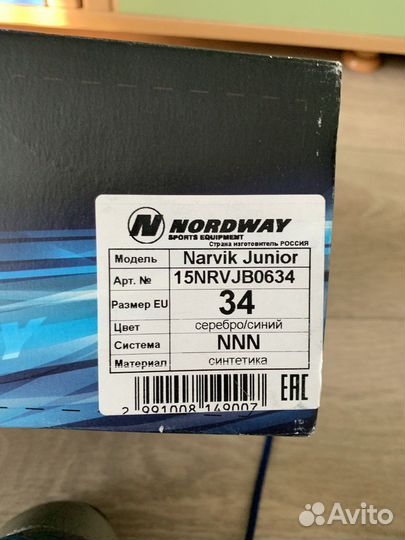 NORDWAY
SPORTS EQUIPMENT
Страна изготовитель РОССИЯ
Модель Narvik Junior
Арт. № 15NRVJB0634
Размер EU 34
Цвет серебро/синий
Система NNN
Материал синтетика
2 991008 149007
EAC
Avito